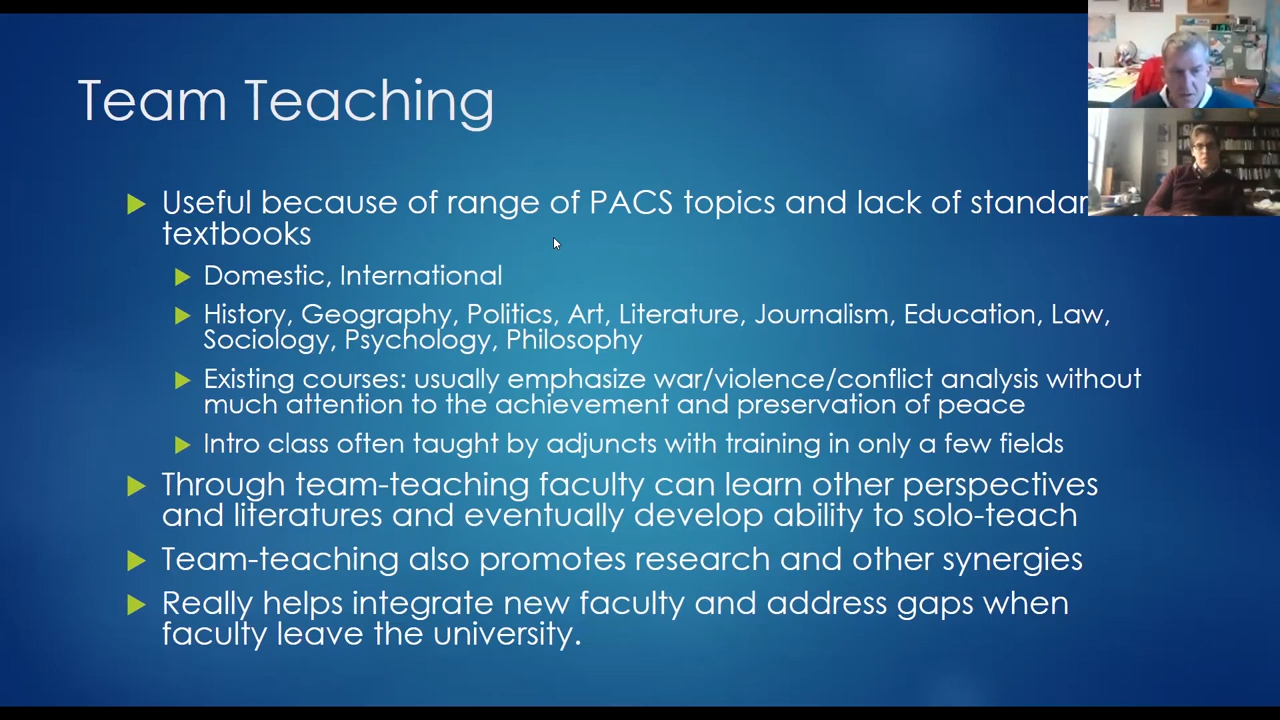 Team Teaching
Useful because of range of PACS topics and lack of standar
textbooks
Domestic, International
History, Geography, Politics, Art, Literature, Journalism, Education, Law,
Sociology, Psychology, Philosophy
Existing courses: usually emphasize war/violence/conflict analysis without
much attention to the achievement and preservation of peace
Intro class often taught by adjuncts with training in only a few fields
Through team-teaching faculty can learn other perspectives
and literatures and eventually develop ability to solo-teach
Team-teaching also promotes research and other synergies
Really helps integrate new faculty and address gaps when
faculty leave the university.